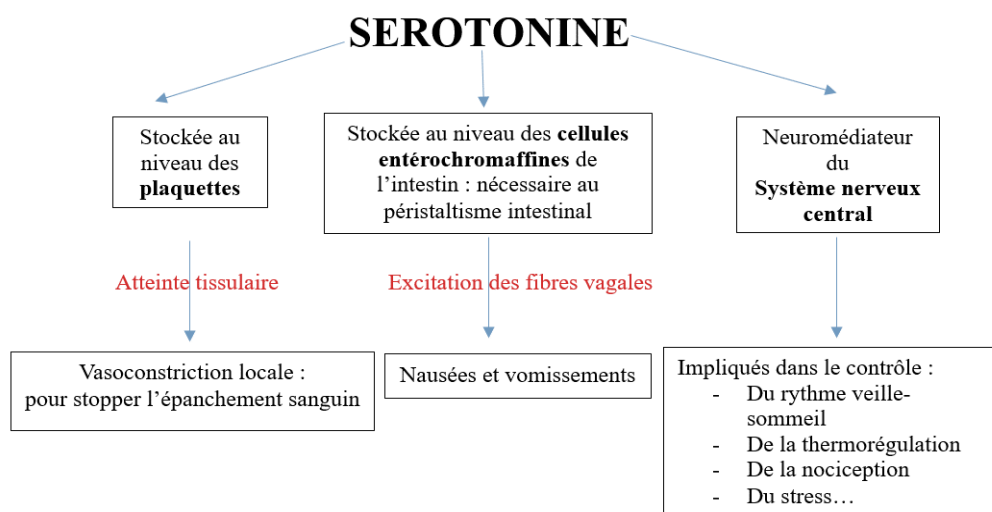 SEROTONINE
Stockée au
niveau des
plaquettes
Stockée au niveau des cellules
entérochromaffines de
l’intestin : nécessaire au
péristaltisme intestinal
Neuromédiateur
du
Système nerveux
central
Atteinte tissulaire
Excitation des fibres vagales
Vasoconstriction locale :
pour stopper l’épanchement sanguin
Nausées et vomissements
Impliqués dans le contrôle :
- Du rythme veille-
sommeil
- De la thermorégulation
- De la nociception
- Du stress…